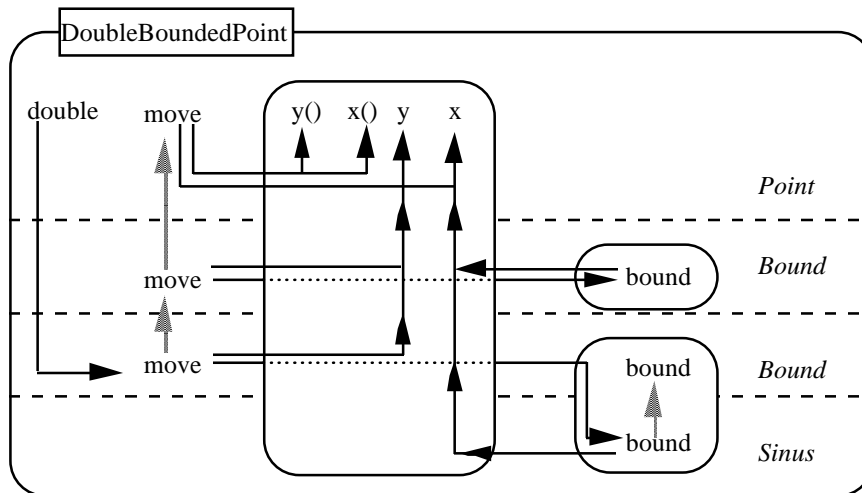 DoubleBoundedPoint
double move y() x() y x
Point
move bound Bound
move bound Bound
bound Sinus